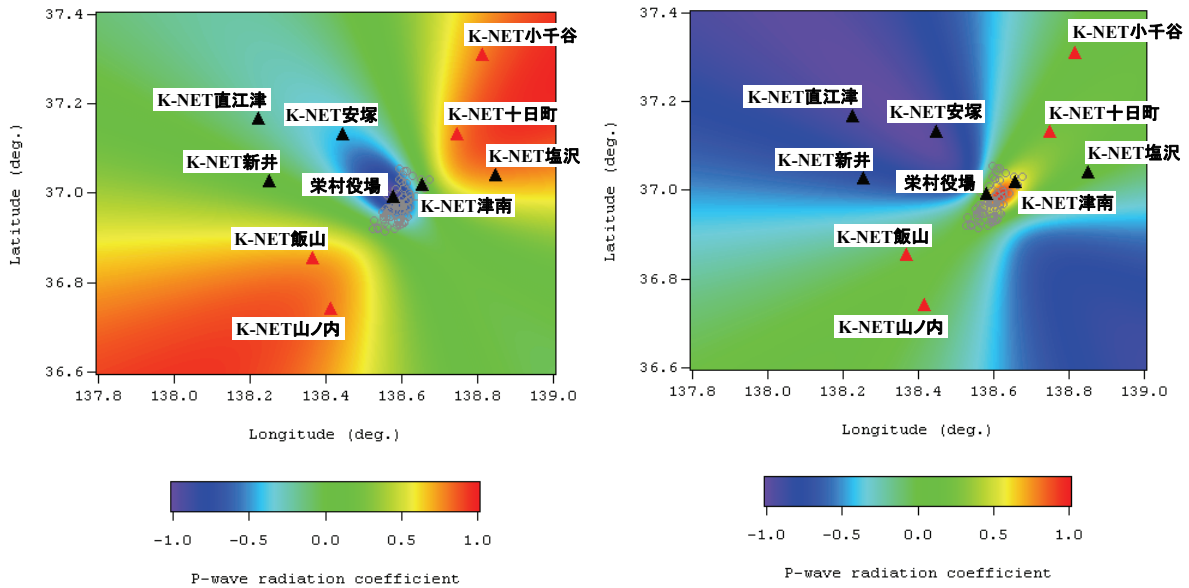 37.4
37.2
37.0
36.8
36.6
Latitude (deg.)
K-NET小千谷
K-NET直江津
K-NET安塚
K-NET十日町
K-NET新井
K-NET塩沢
栄村役場
K-NET津南
K-NET飯山
K-NET山ノ内
137.8 138.0 138.2 138.4 138.6 138.8 139.0
Longitude (deg.)
-1.0 -0.5 0.0 0.5 1.0
P-wave radiation coefficient
37.4
37.2
37.0
36.8
36.6
Latitude (deg.)
K-NET小千谷
K-NET直江津
K-NET安塚
K-NET十日町
K-NET新井
K-NET塩沢
栄村役場
K-NET津南
K-NET飯山
K-NET山ノ内
137.8 138.0 138.2 138.4 138.6 138.8 139.0
Longitude (deg.)
-1.0 -0.5 0.0 0.5 1.0
P-wave radiation coefficient